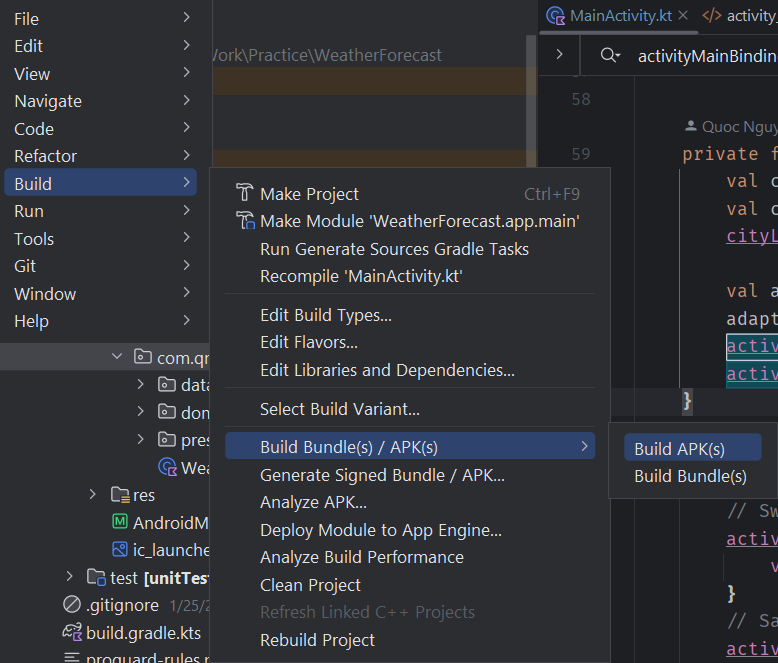 File
Edit
View
Navigate
Code
Refactor
Build
Run
Tools
Git
Window
Help
Work\Practice\WeatherForecast
MainActivity.kt
activity_
activityMainBindin
58
Quoc Nguy
59
private f
val c
val c
cityL
val a
adapt
activ
activ
}
Make Project Ctrl+F9
Make Module 'WeatherForecast.app.main'
Run Generate Sources Gradle Tasks
Recompile 'MainActivity.kt'
Edit Build Types...
Edit Flavors...
Edit Libraries and Dependencies...
Select Build Variant...
Build Bundle(s) / APK(s)
Generate Signed Bundle / APK...
Analyze APK...
Deploy Module to App Engine...
Analyze Build Performance
Clean Project
Refresh Linked C++ Projects
Rebuild Project
Build APK(s)
Build Bundle(s)
// Sw
activ
v
}
// Sa
activ
com.qr
data
dom
pres
Wea
res
AndroidM
ic_launche
test [unitTes
.gitignore 1/25/2
build.gradle.kts
proguard-rules.p